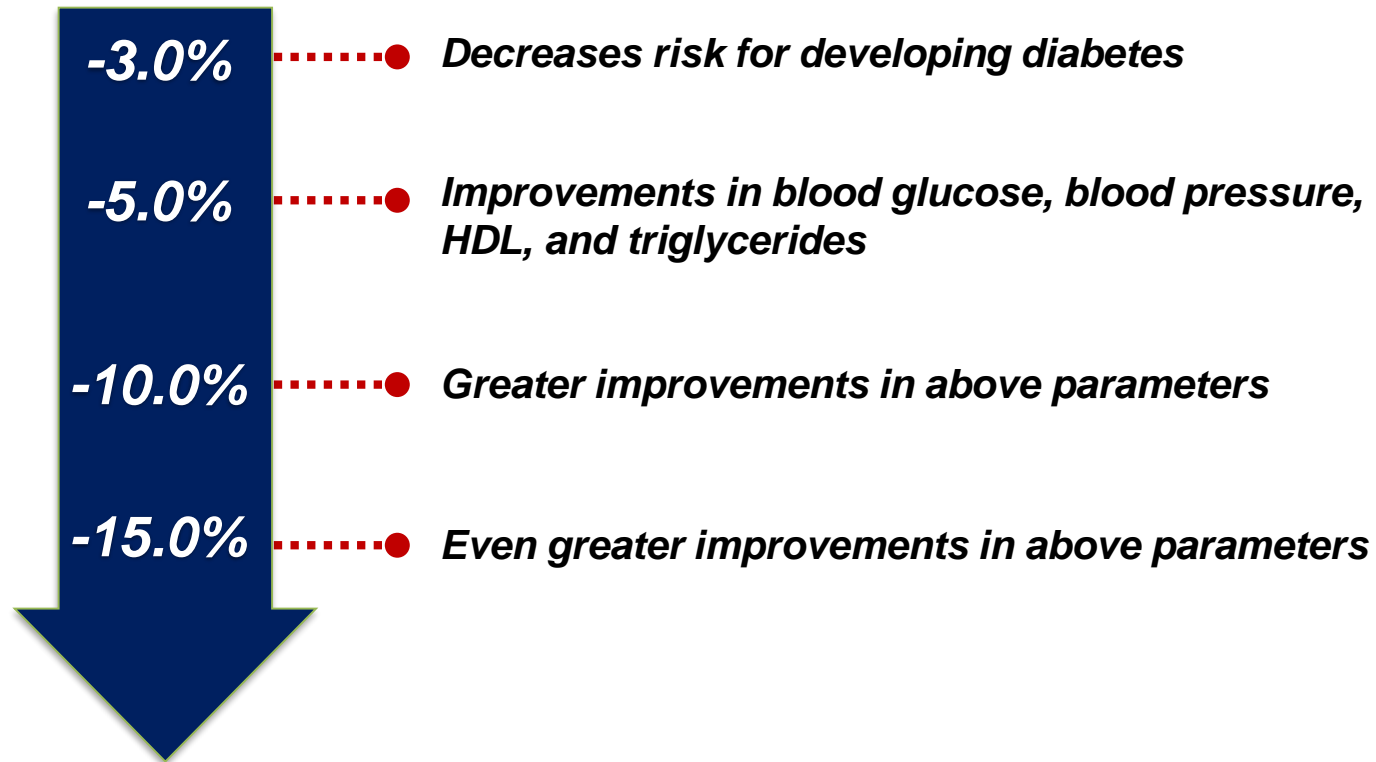 -3.0%
Decreases risk for developing diabetes
-5.0%
Improvements in blood glucose, blood pressure,
HDL, and triglycerides
-10.0%
Greater improvements in above parameters
-15.0%
Even greater improvements in above parameters